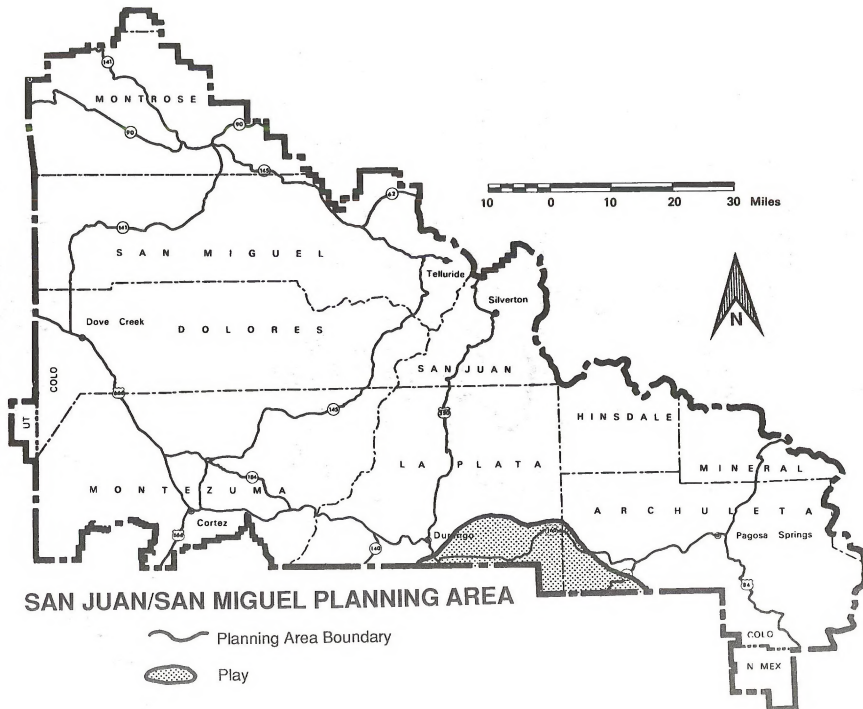 141
MONTROSE
90
90
145
62
10 0 10 20 30 Miles
141
SAN MIGUEL
Telluride
Silverton
N
Dove Creek
DOLORES
SAN JUAN
COLO
UT
666
145
HINSDALE
184
LA PLATA
MINERAL
MONTEZUMA
ARCHULETA
Cortez
666
140
Durango
160
Pagosa Springs
84
SAN JUAN/SAN MIGUEL PLANNING AREA
Planning Area Boundary
COLO
N MEX
Play